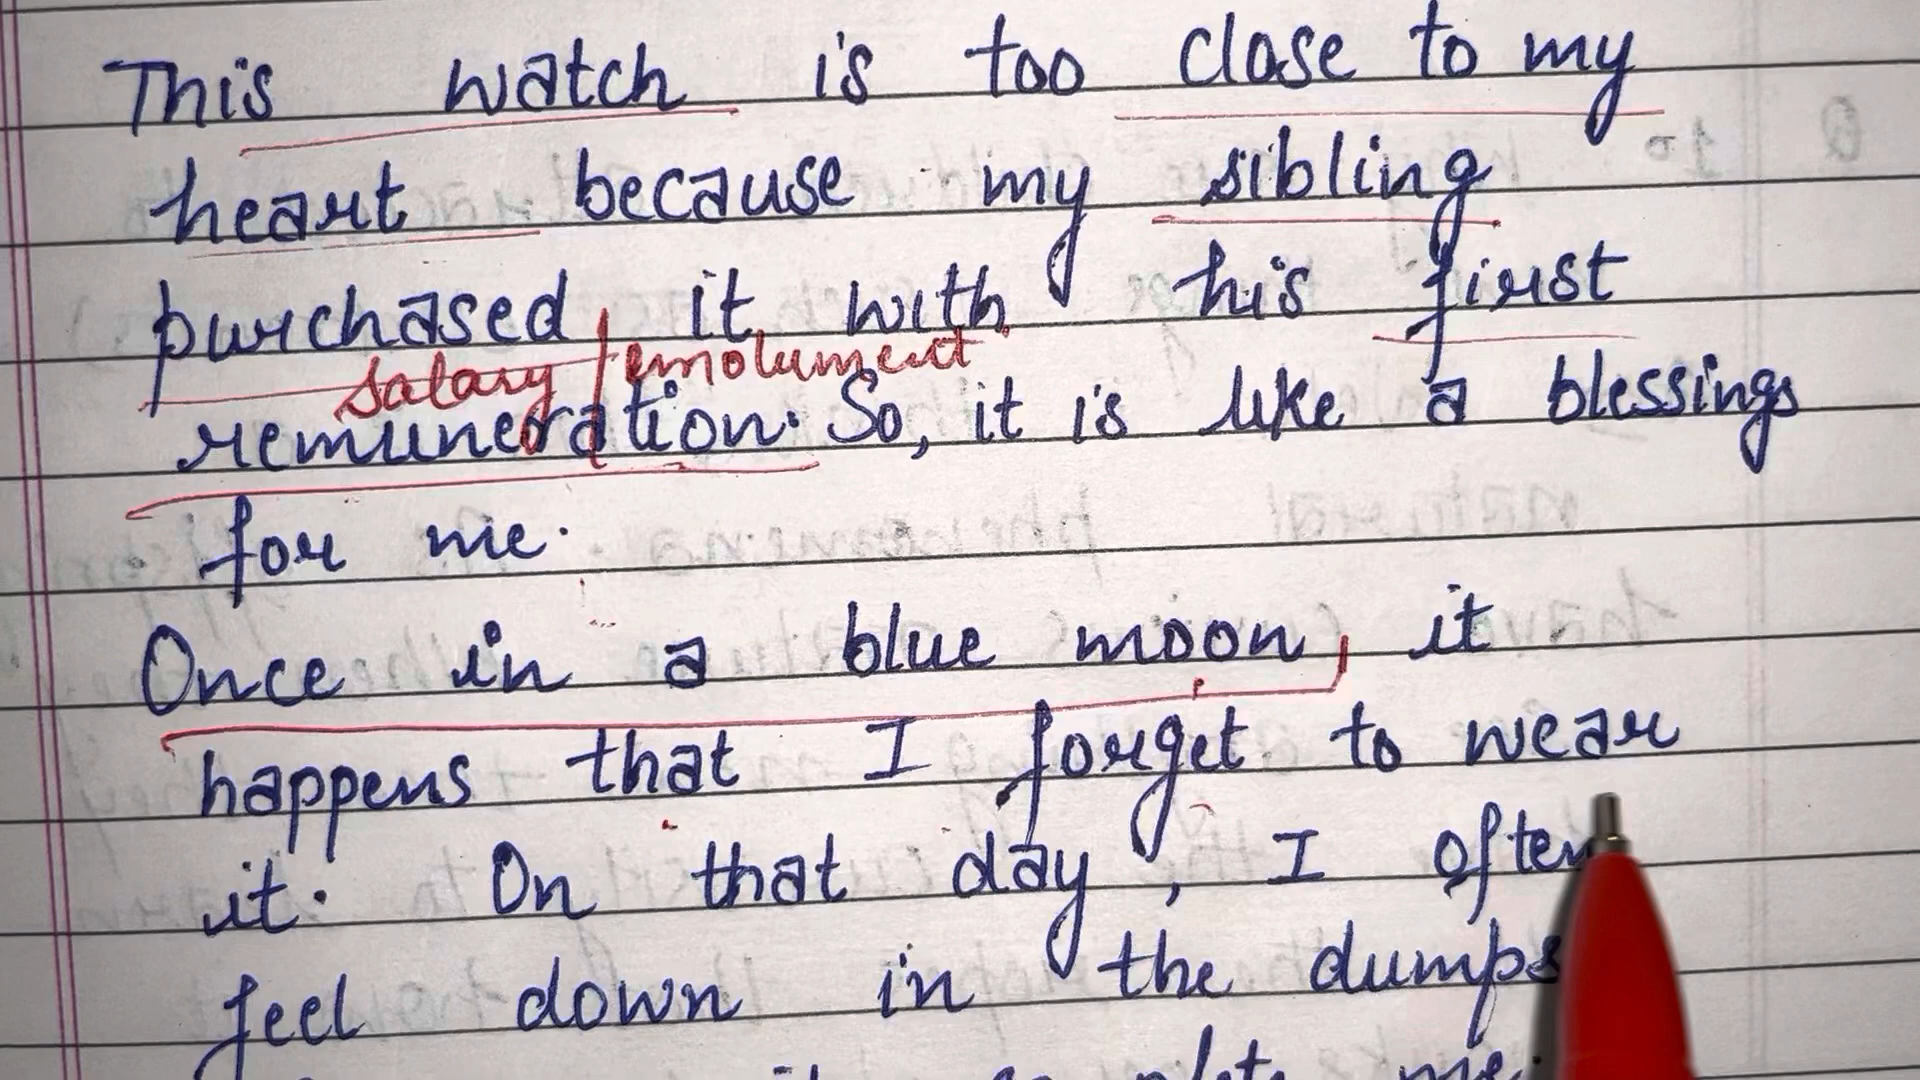 This watch is too close to my
heart because my sibling
purchased it with his first
salary / emolument
remuneration. So, it is like a blessings
for me.
Once in a blue moon, it
happens that I forget to wear
it. On that day, I often
feel down in the dumps
me.